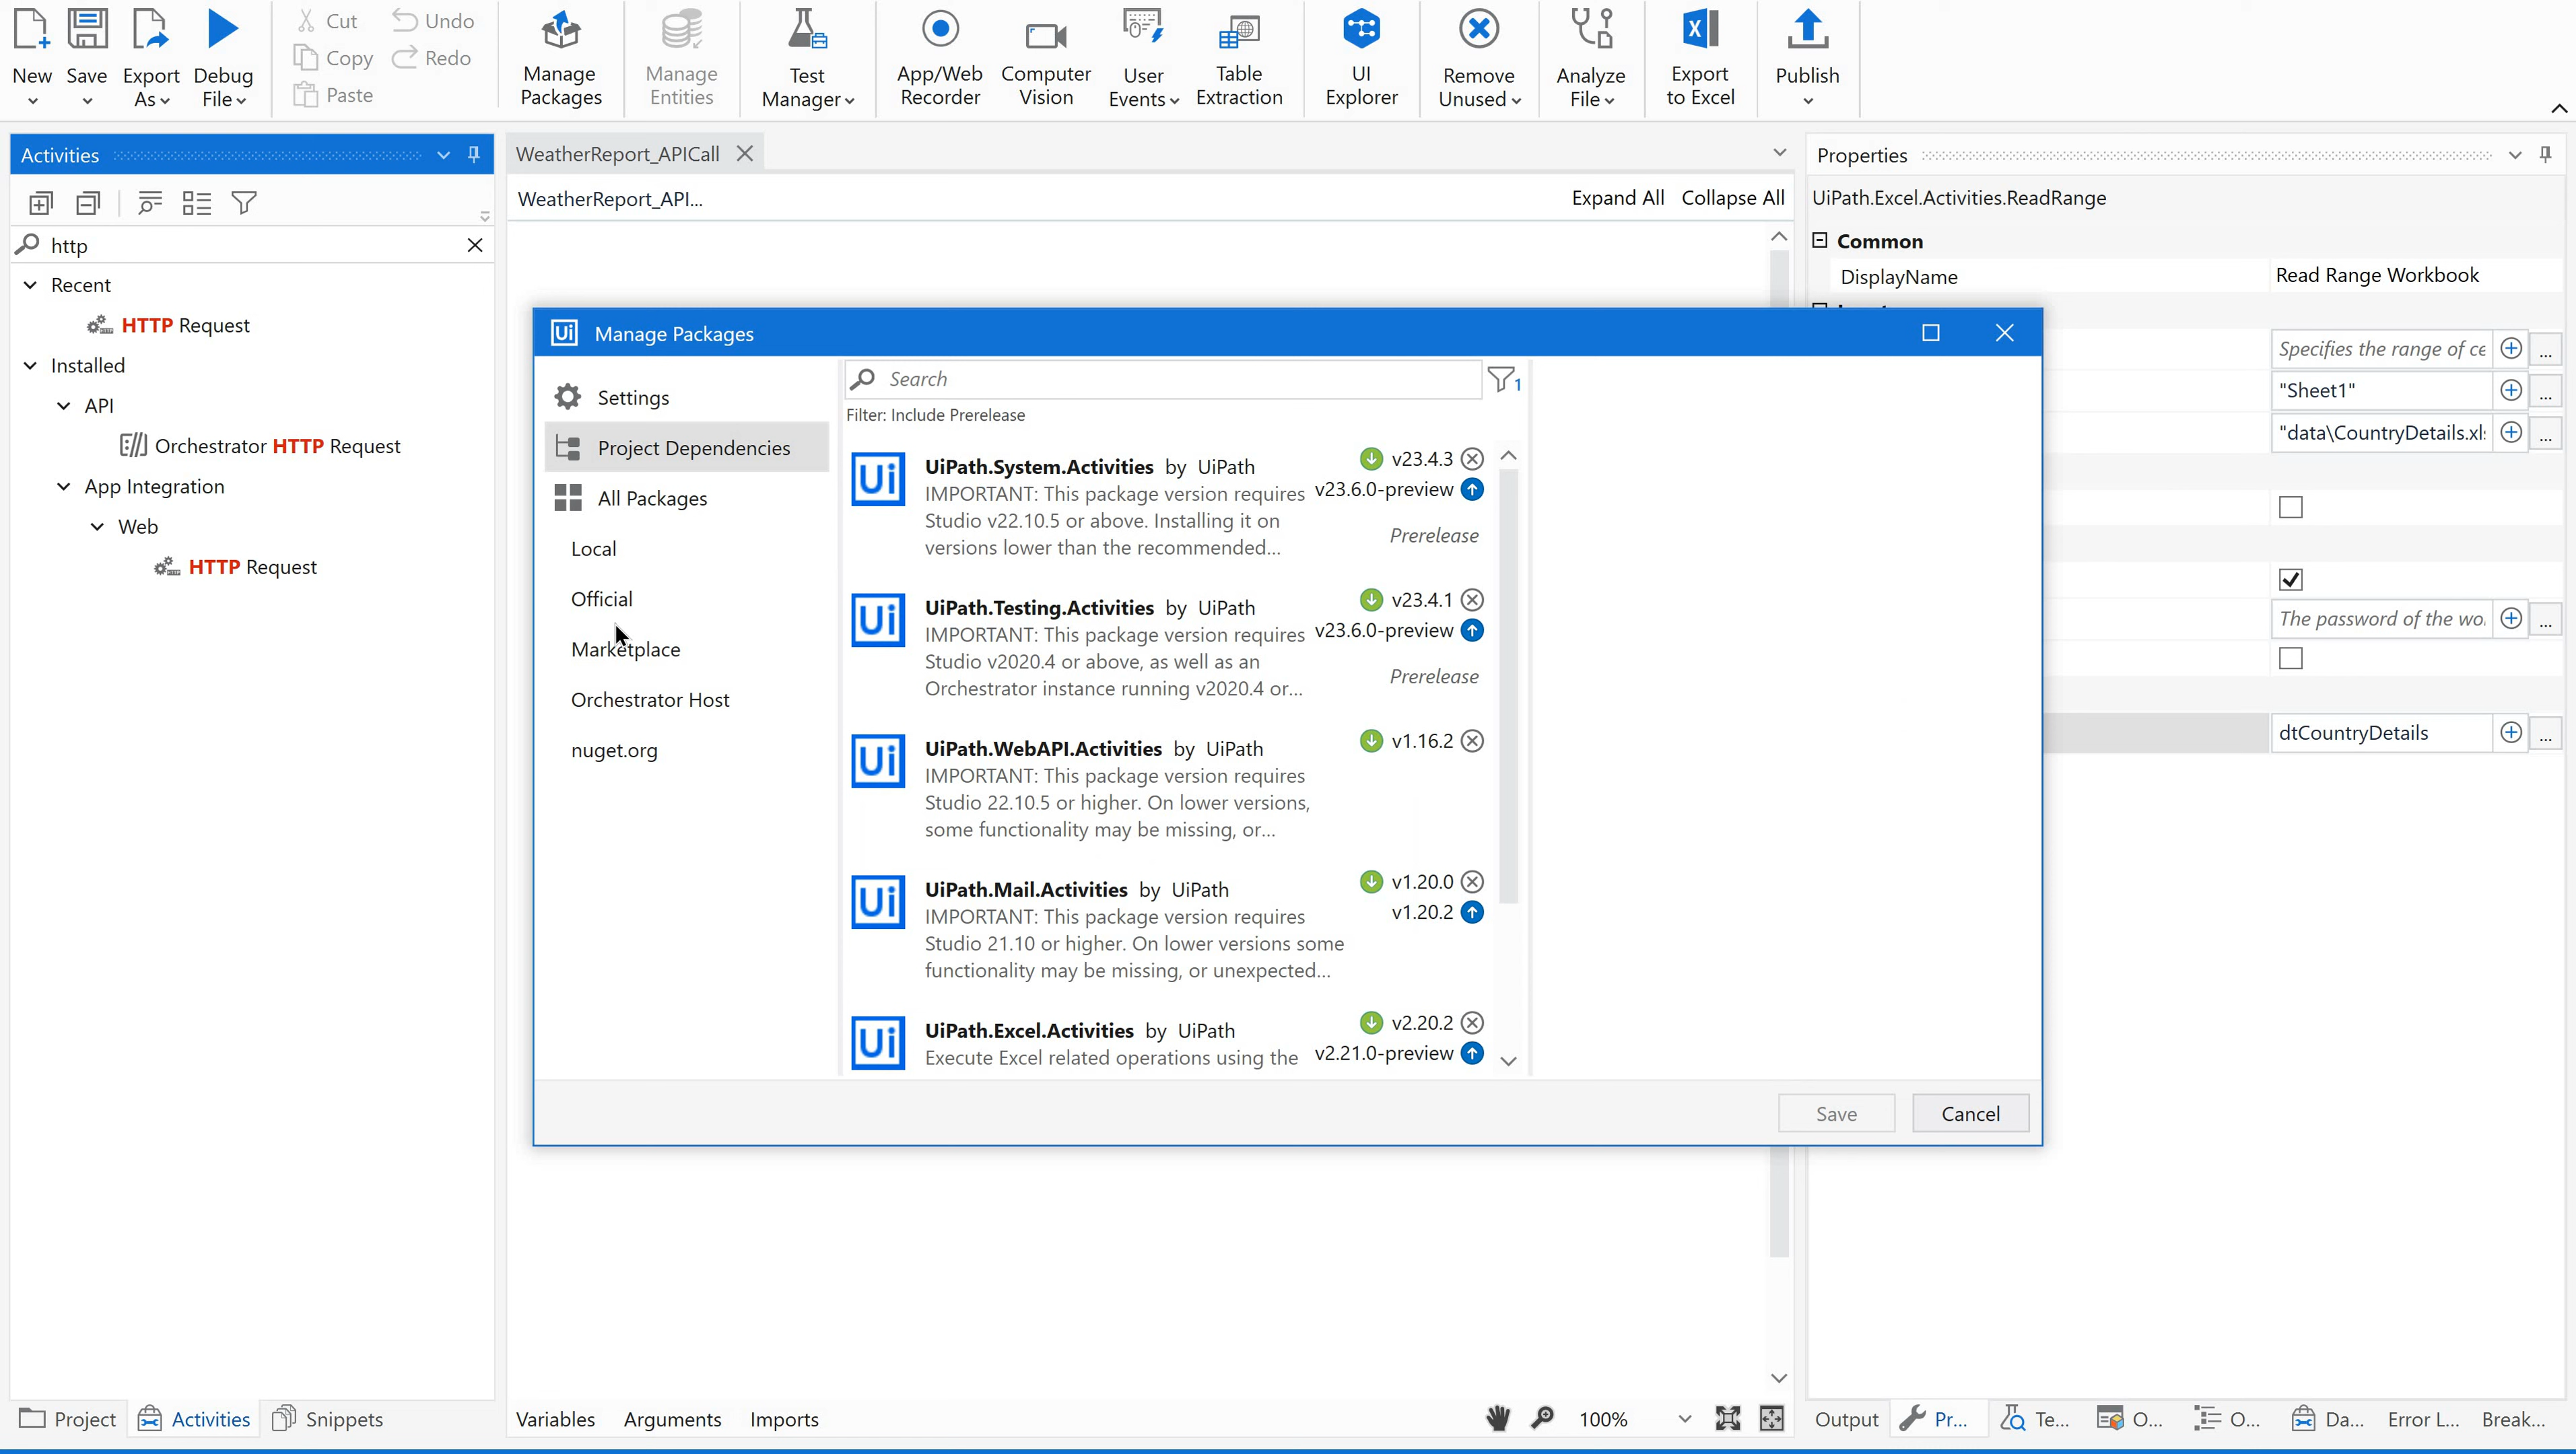 New
Save
Export
As
Debug
File
Cut
Copy
Paste
Undo
Redo
Manage
Packages
Manage
Entities
Test
Manager
App/Web
Recorder
Computer
Vision
User
Events
Table
Extraction
UI
Explorer
Remove
Unused
Analyze
File
Export
to Excel
Publish
Activities
http
Recent
HTTP Request
Installed
API
Orchestrator HTTP Request
App Integration
Web
HTTP Request
WeatherReport_APICall
WeatherReport_API...
Expand All Collapse All
Properties
UiPath.Excel.Activities.ReadRange
Common
DisplayName Read Range Workbook
Specifies the range of ce ...
"Sheet1" ...
"data\CountryDetails.xl ...
The password of the wo ...
dtCountryDetails ...
Ui Manage Packages
Settings
Project Dependencies
All Packages
Local
Official
Marketplace
Orchestrator Host
nuget.org
Search
1
Filter: Include Prerelease
Ui
UiPath.System.Activities by UiPath v23.4.3
IMPORTANT: This package version requires v23.6.0-preview
Studio v22.10.5 or above. Installing it on
versions lower than the recommended... Prerelease
Ui
UiPath.Testing.Activities by UiPath v23.4.1
IMPORTANT: This package version requires v23.6.0-preview
Studio v2020.4 or above, as well as an
Orchestrator instance running v2020.4 or... Prerelease
Ui
UiPath.WebAPI.Activities by UiPath v1.16.2
IMPORTANT: This package version requires
Studio 22.10.5 or higher. On lower versions,
some functionality may be missing, or...
Ui
UiPath.Mail.Activities by UiPath v1.20.0
IMPORTANT: This package version requires v1.20.2
Studio 21.10 or higher. On lower versions some
functionality may be missing, or unexpected...
Ui
UiPath.Excel.Activities by UiPath v2.20.2
Execute Excel related operations using the v2.21.0-preview
Save
Cancel
Project
Activities
Snippets
Variables
Arguments
Imports
100%
Output
Pr...
Te...
O...
O...
Da...
Error L...
Break...